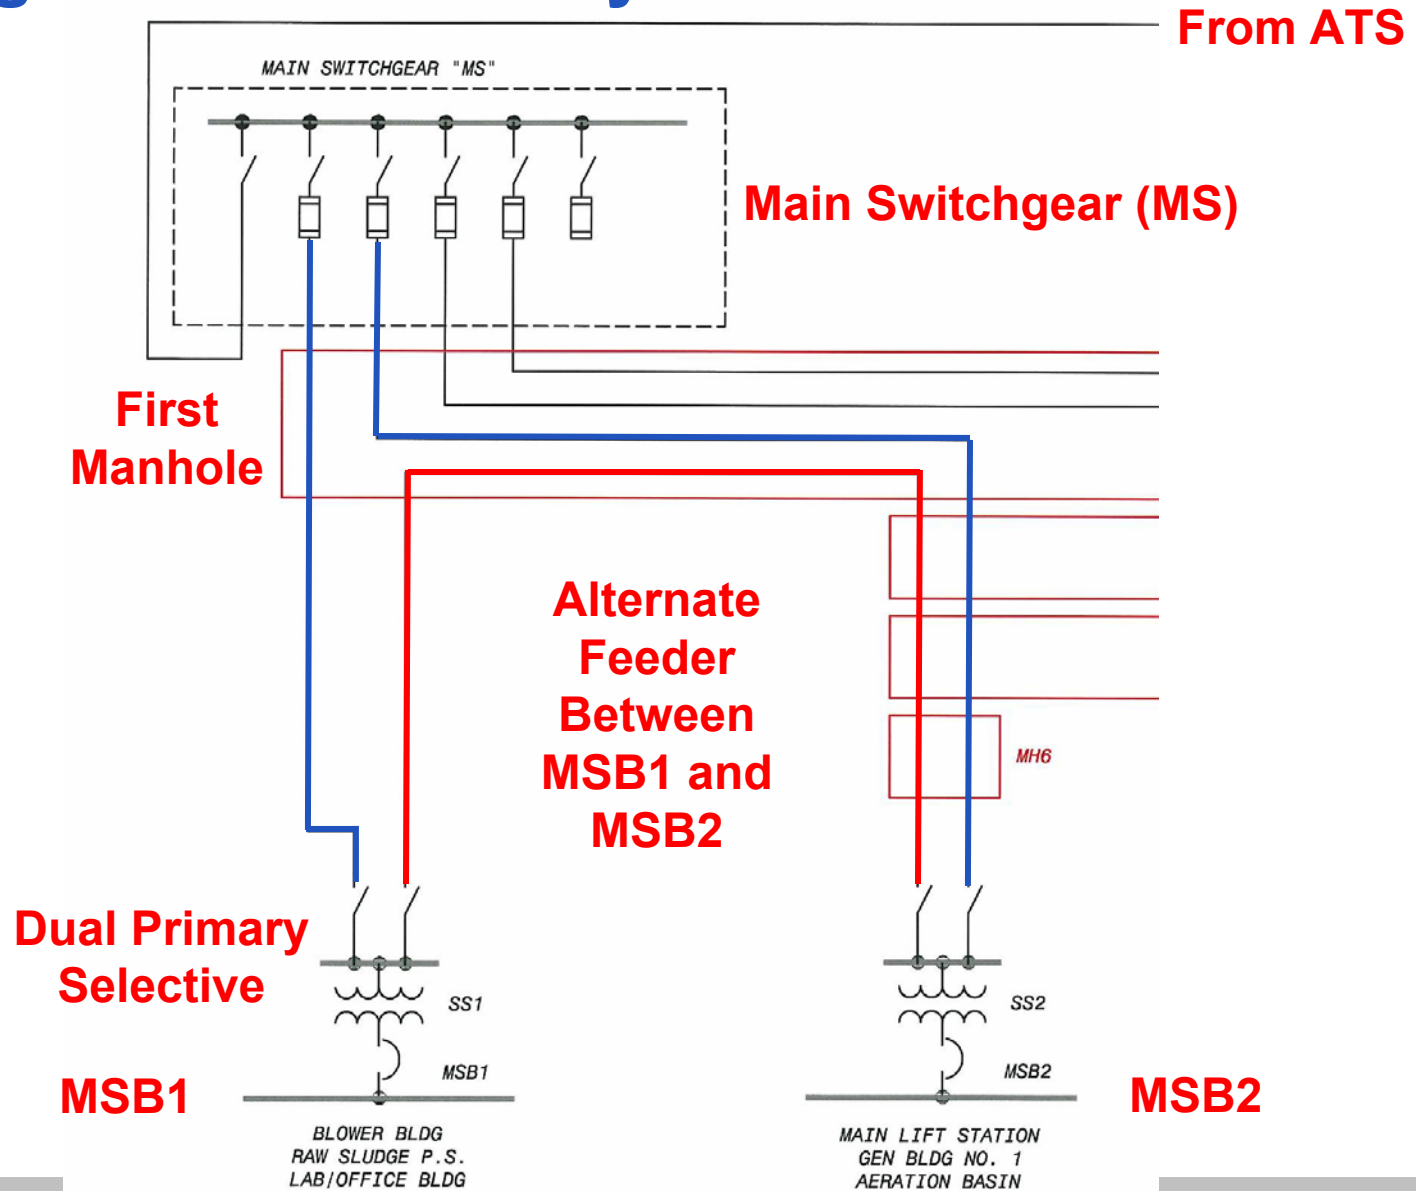 From ATS
MAIN SWITCHGEAR "MS"
Main Switchgear (MS)
First
Manhole
Alternate
Feeder
Between
MSB1 and
MSB2
MH6
Dual Primary
Selective
SS1
SS2
MSB1
MSB2
MSB1
MSB2
BLOWER BLDG
RAW SLUDGE P.S.
LAB/OFFICE BLDG
MAIN LIFT STATION
GEN BLDG NO. 1
AERATION BASIN